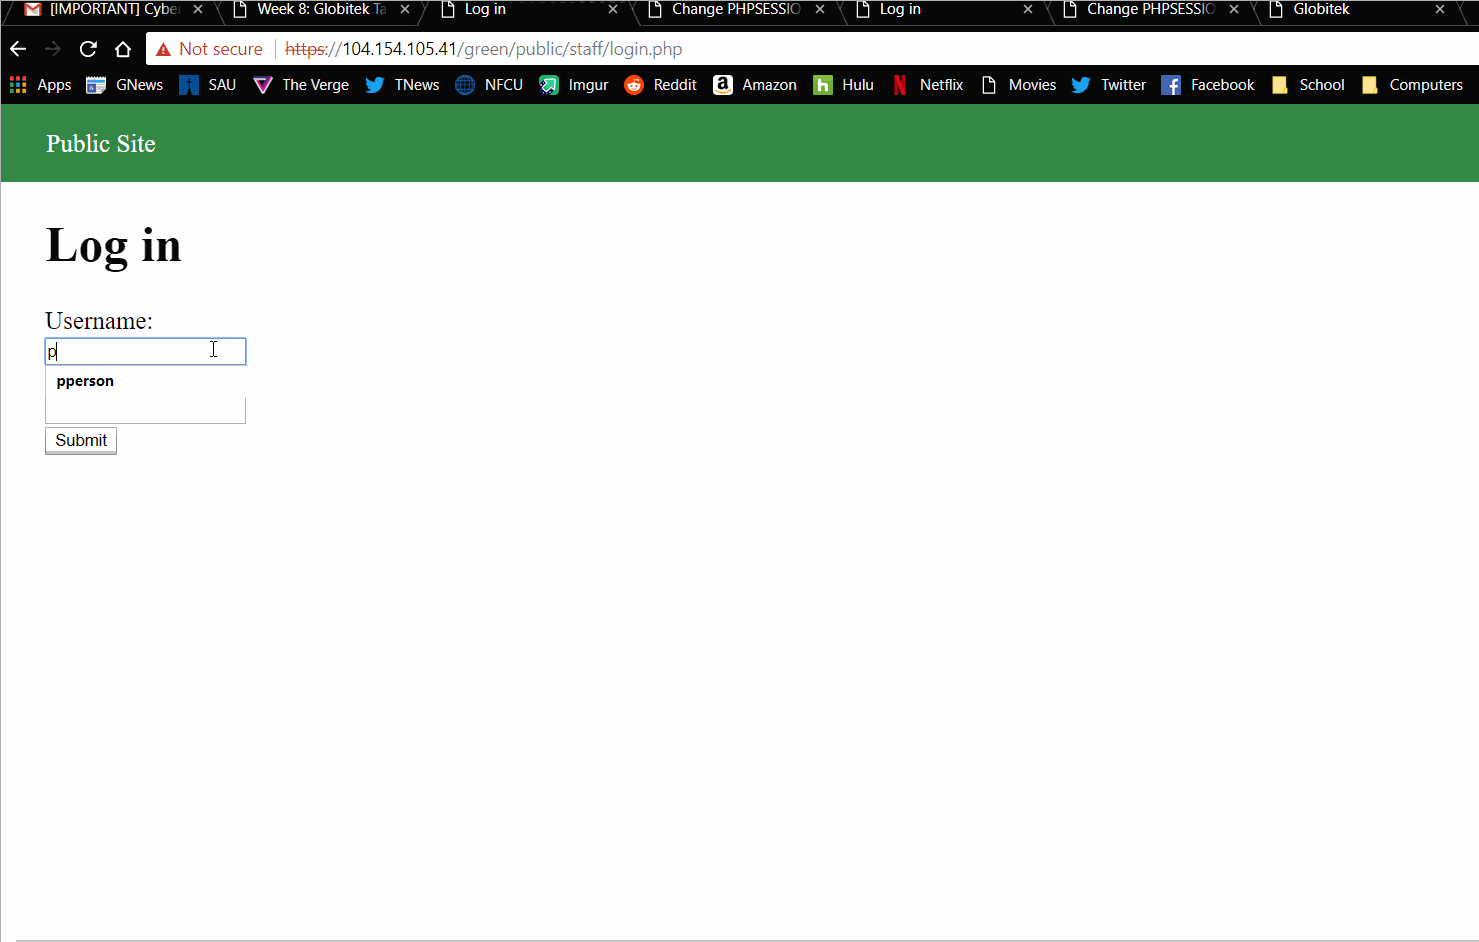 [IMPORTANT] Cybe Week 8: Globitek Ta Log in Change PHPSESSIO Log in Change PHPSESSIO Globitek
Not secure https://104.154.105.41/green/public/staff/login.php
Apps GNews SAU The Verge TNews NFCU Imgur Reddit Amazon Hulu Netflix Movies Twitter Facebook School Computers
Public Site
Log in
Username:
p
pperson
Submit